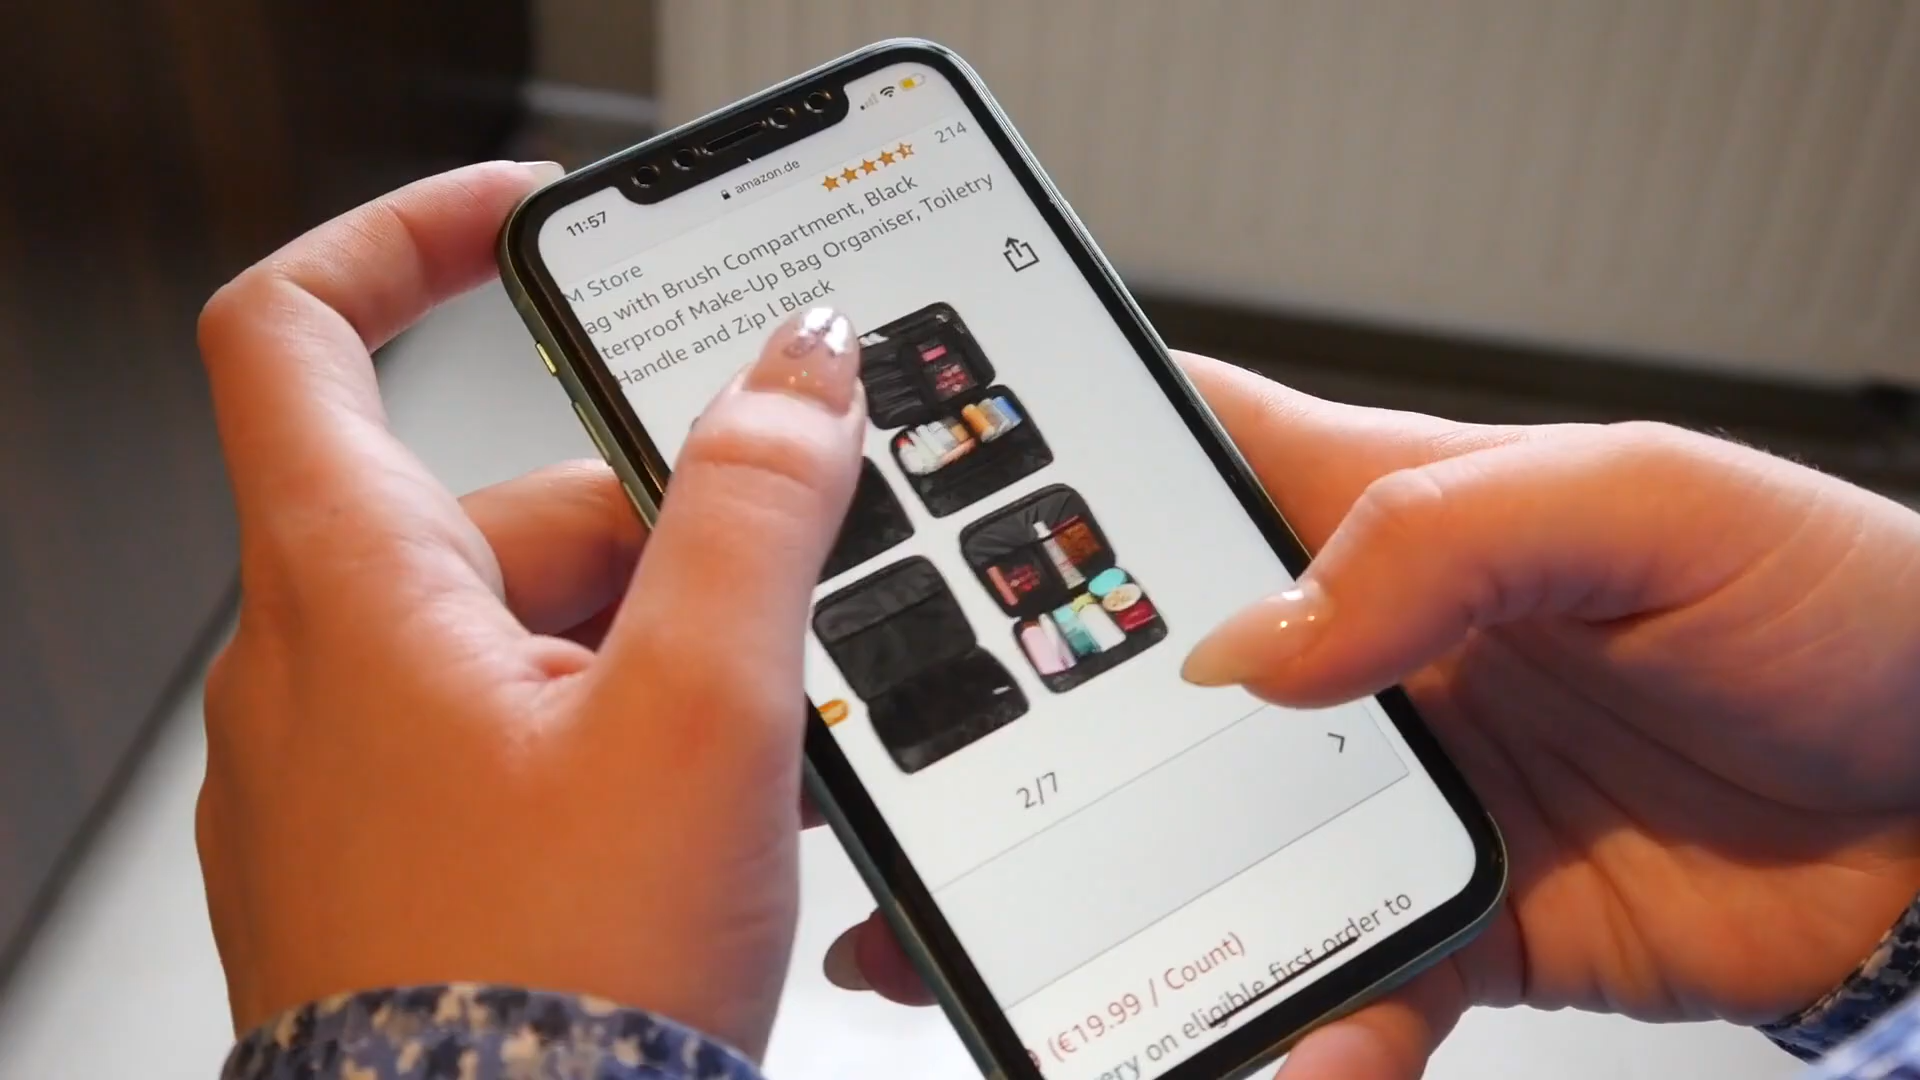 11:57
amazon.de
M Store
214
ag with Brush Compartment, Black
terproof Make-Up Bag Organiser, Toiletry
Handle and Zip l Black
2/7
(€19.99 / Count)
ery on eligible first order to